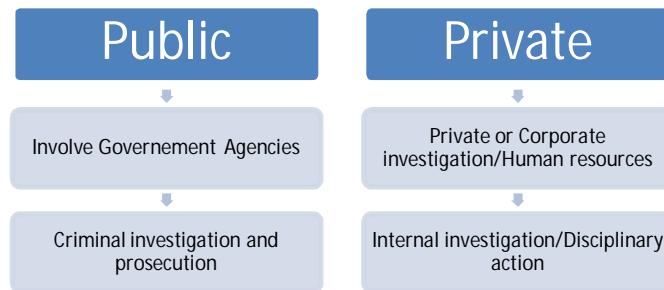 Public
Involve Governement Agencies
Criminal investigation and
prosecution
Private
Private or Corporate
investigation/Human resources
Internal investigation/Disciplinary
action